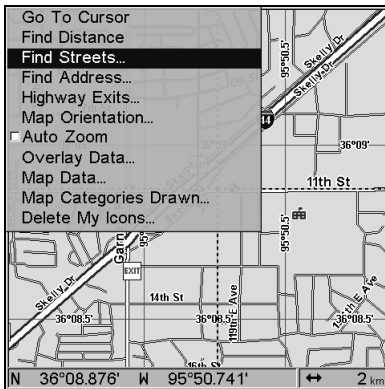 Go To Cursor
Find Distance
Find Streets...
Find Address...
Highway Exits...
Map Orientation...
Auto Zoom
Overlay Data...
Map Data...
Map Categories Drawn...
Delete My Icons...
Skelly Dr
Skelly Dr
95°50.5'
44
36°09'
11th St
95°50.5'
Garn
95°
EXIT
Skelly Dr
14th St
119th E Ave
36°08.5'
36°08.5'
36°08.5'
N 36°08.876' W 95°50.741' ↔ 2 km